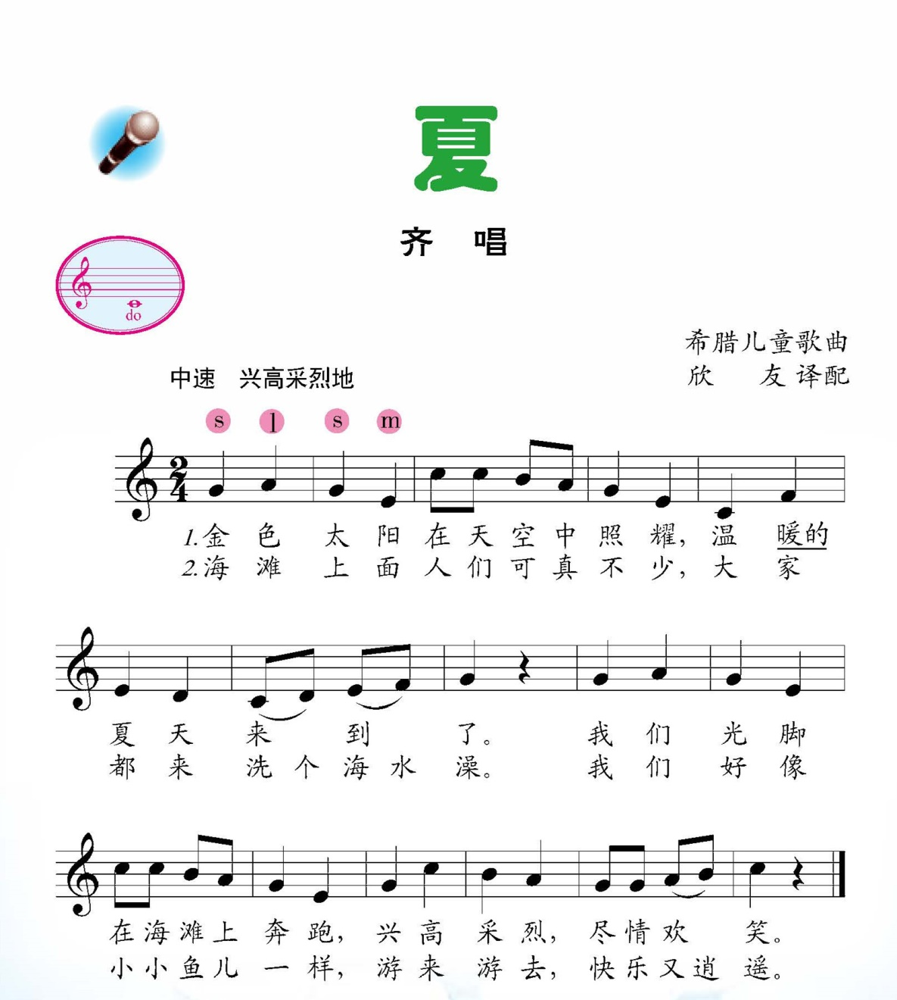 夏
齐 唱
do
希腊儿童歌曲
欣 友 译配
中速 兴高采烈地
s l s m
2/4
1.金 色 太 阳 在 天 空 中 照 耀, 温 暖的
2.海 滩 上 面 人 们 可 真 不 少, 大 家
夏 天 来 到 了。 我 们 光 脚
都 来 洗 个 海 水 澡。 我 们 好 像
在 海 滩 上 奔 跑, 兴 高 采 烈, 尽 情 欢 笑。
小 小 鱼 儿 一 样, 游 来 游 去, 快 乐 又 逍 遥。